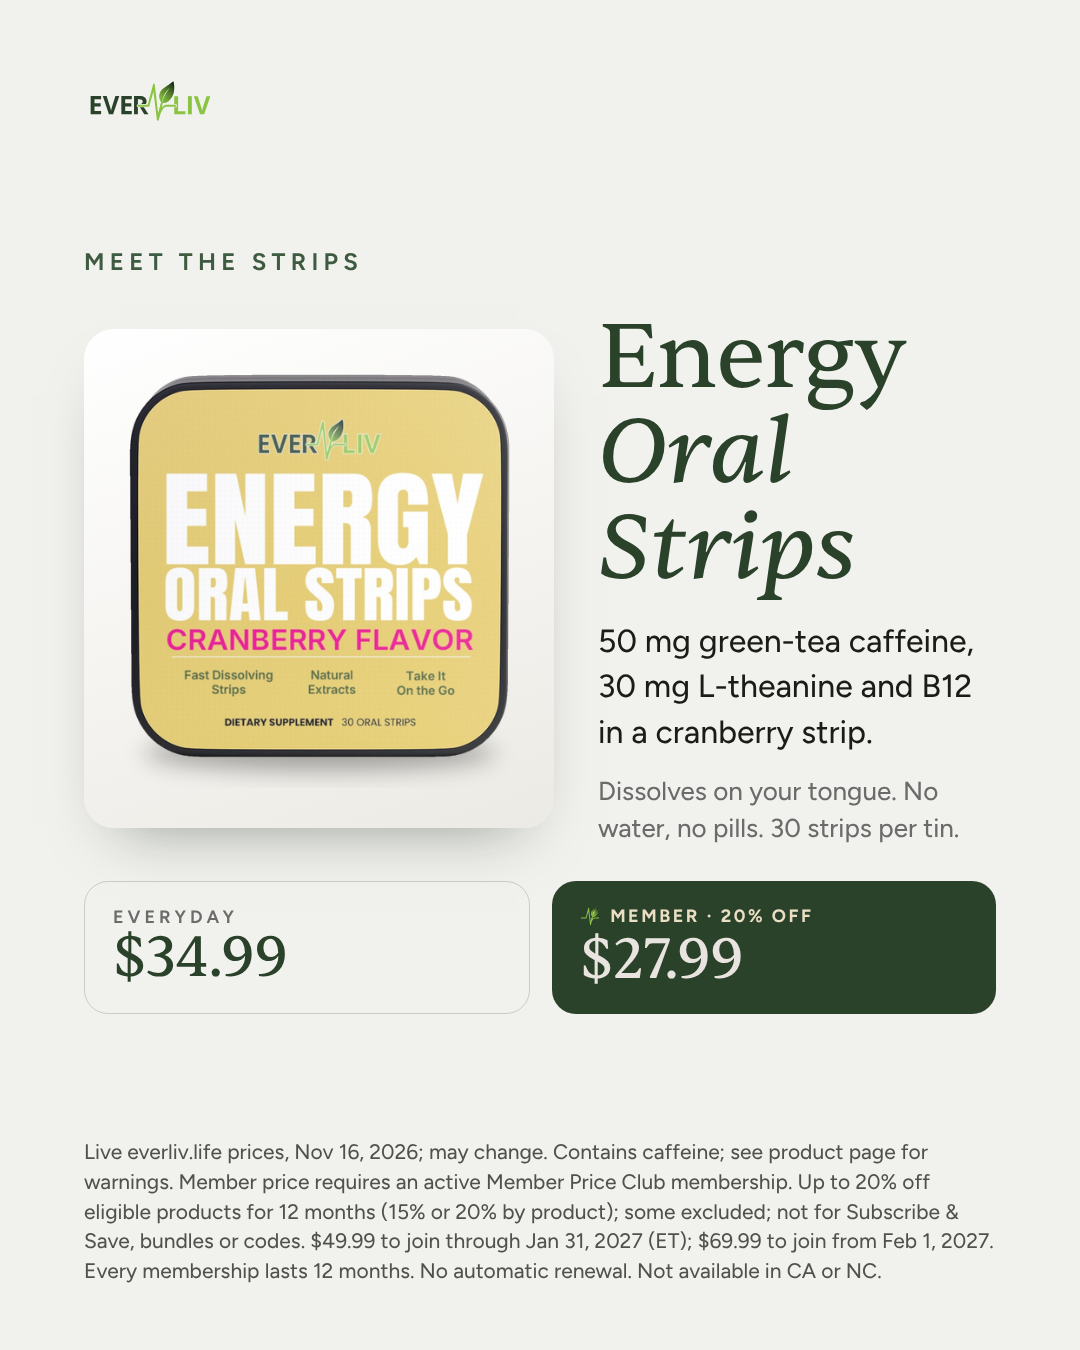 EVERLIV
MEET THE STRIPS
EVERLIV
ENERGY
ORAL STRIPS
CRANBERRY FLAVOR
Fast Dissolving Strips
Natural Extracts
Take It On the Go
DIETARY SUPPLEMENT 30 ORAL STRIPS
Energy
Oral
Strips
50 mg green-tea caffeine,
30 mg L-theanine and B12
in a cranberry strip.
Dissolves on your tongue. No
water, no pills. 30 strips per tin.
EVERYDAY
$34.99
MEMBER · 20% OFF
$27.99
Live everliv.life prices, Nov 16, 2026; may change. Contains caffeine; see product page for
warnings. Member price requires an active Member Price Club membership. Up to 20% off
eligible products for 12 months (15% or 20% by product); some excluded; not for Subscribe &
Save, bundles or codes. $49.99 to join through Jan 31, 2027 (ET); $69.99 to join from Feb 1, 2027.
Every membership lasts 12 months. No automatic renewal. Not available in CA or NC.